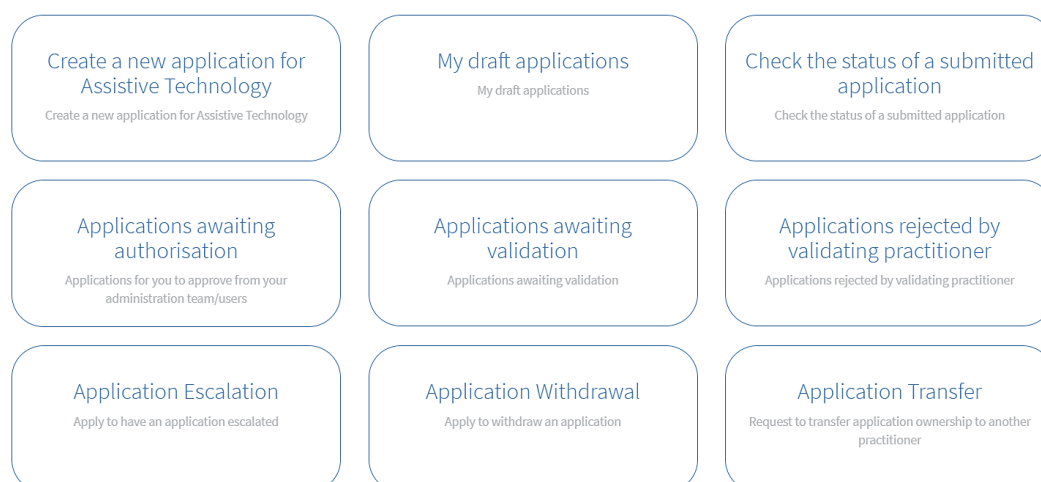 Create a new application for
Assistive Technology
Create a new application for Assistive Technology
My draft applications
My draft applications
Check the status of a submitted
application
Check the status of a submitted application
Applications awaiting
authorisation
Applications for you to approve from your
administration team/users
Applications awaiting
validation
Applications awaiting validation
Applications rejected by
validating practitioner
Applications rejected by validating practitioner
Application Escalation
Apply to have an application escalated
Application Withdrawal
Apply to withdraw an application
Application Transfer
Request to transfer application ownership to another
practitioner